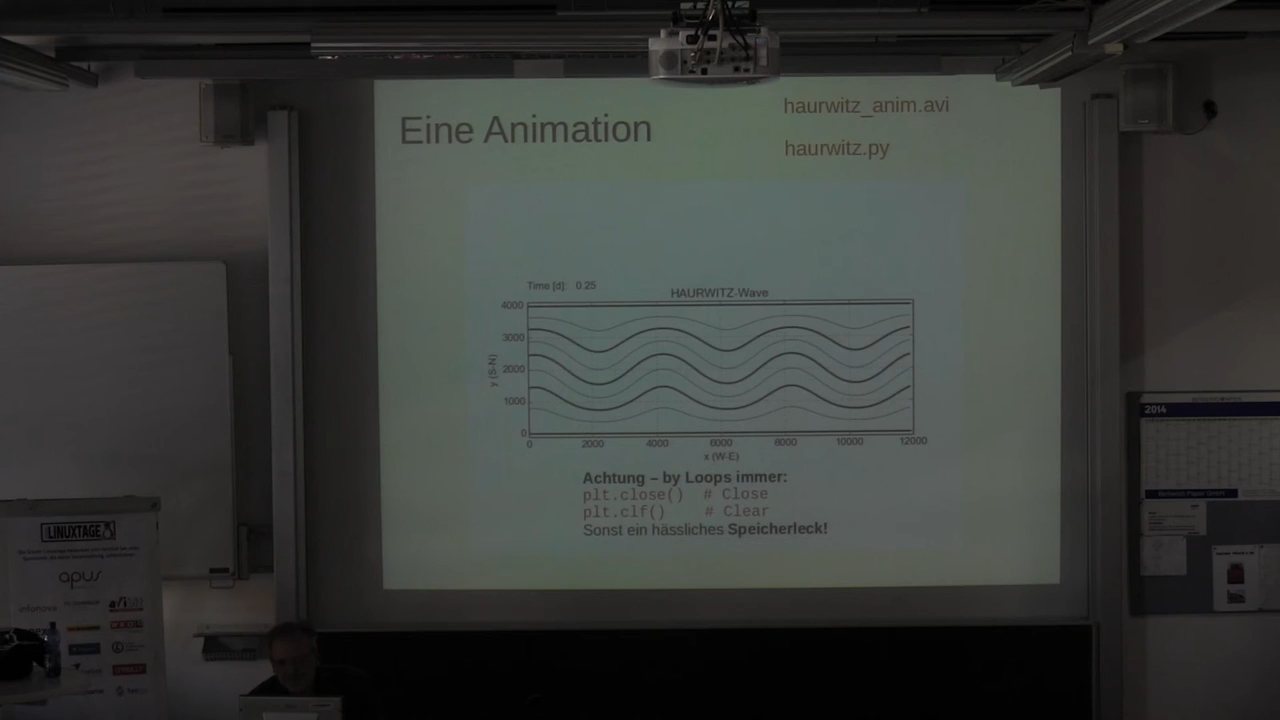 Eine Animation
haurwitz_anim.avi
haurwitz.py
Time [d]: 0.25
HAURWITZ-Wave
4000
3000
2000
1000
0
y (S-N)
0 2000 4000 6000 8000 10000 12000
x (W-E)
Achtung – by Loops immer:
plt.close() # Close
plt.clf() # Clear
Sonst ein hässliches Speicherleck!
LINUXTAGE
apus
infonova
2014